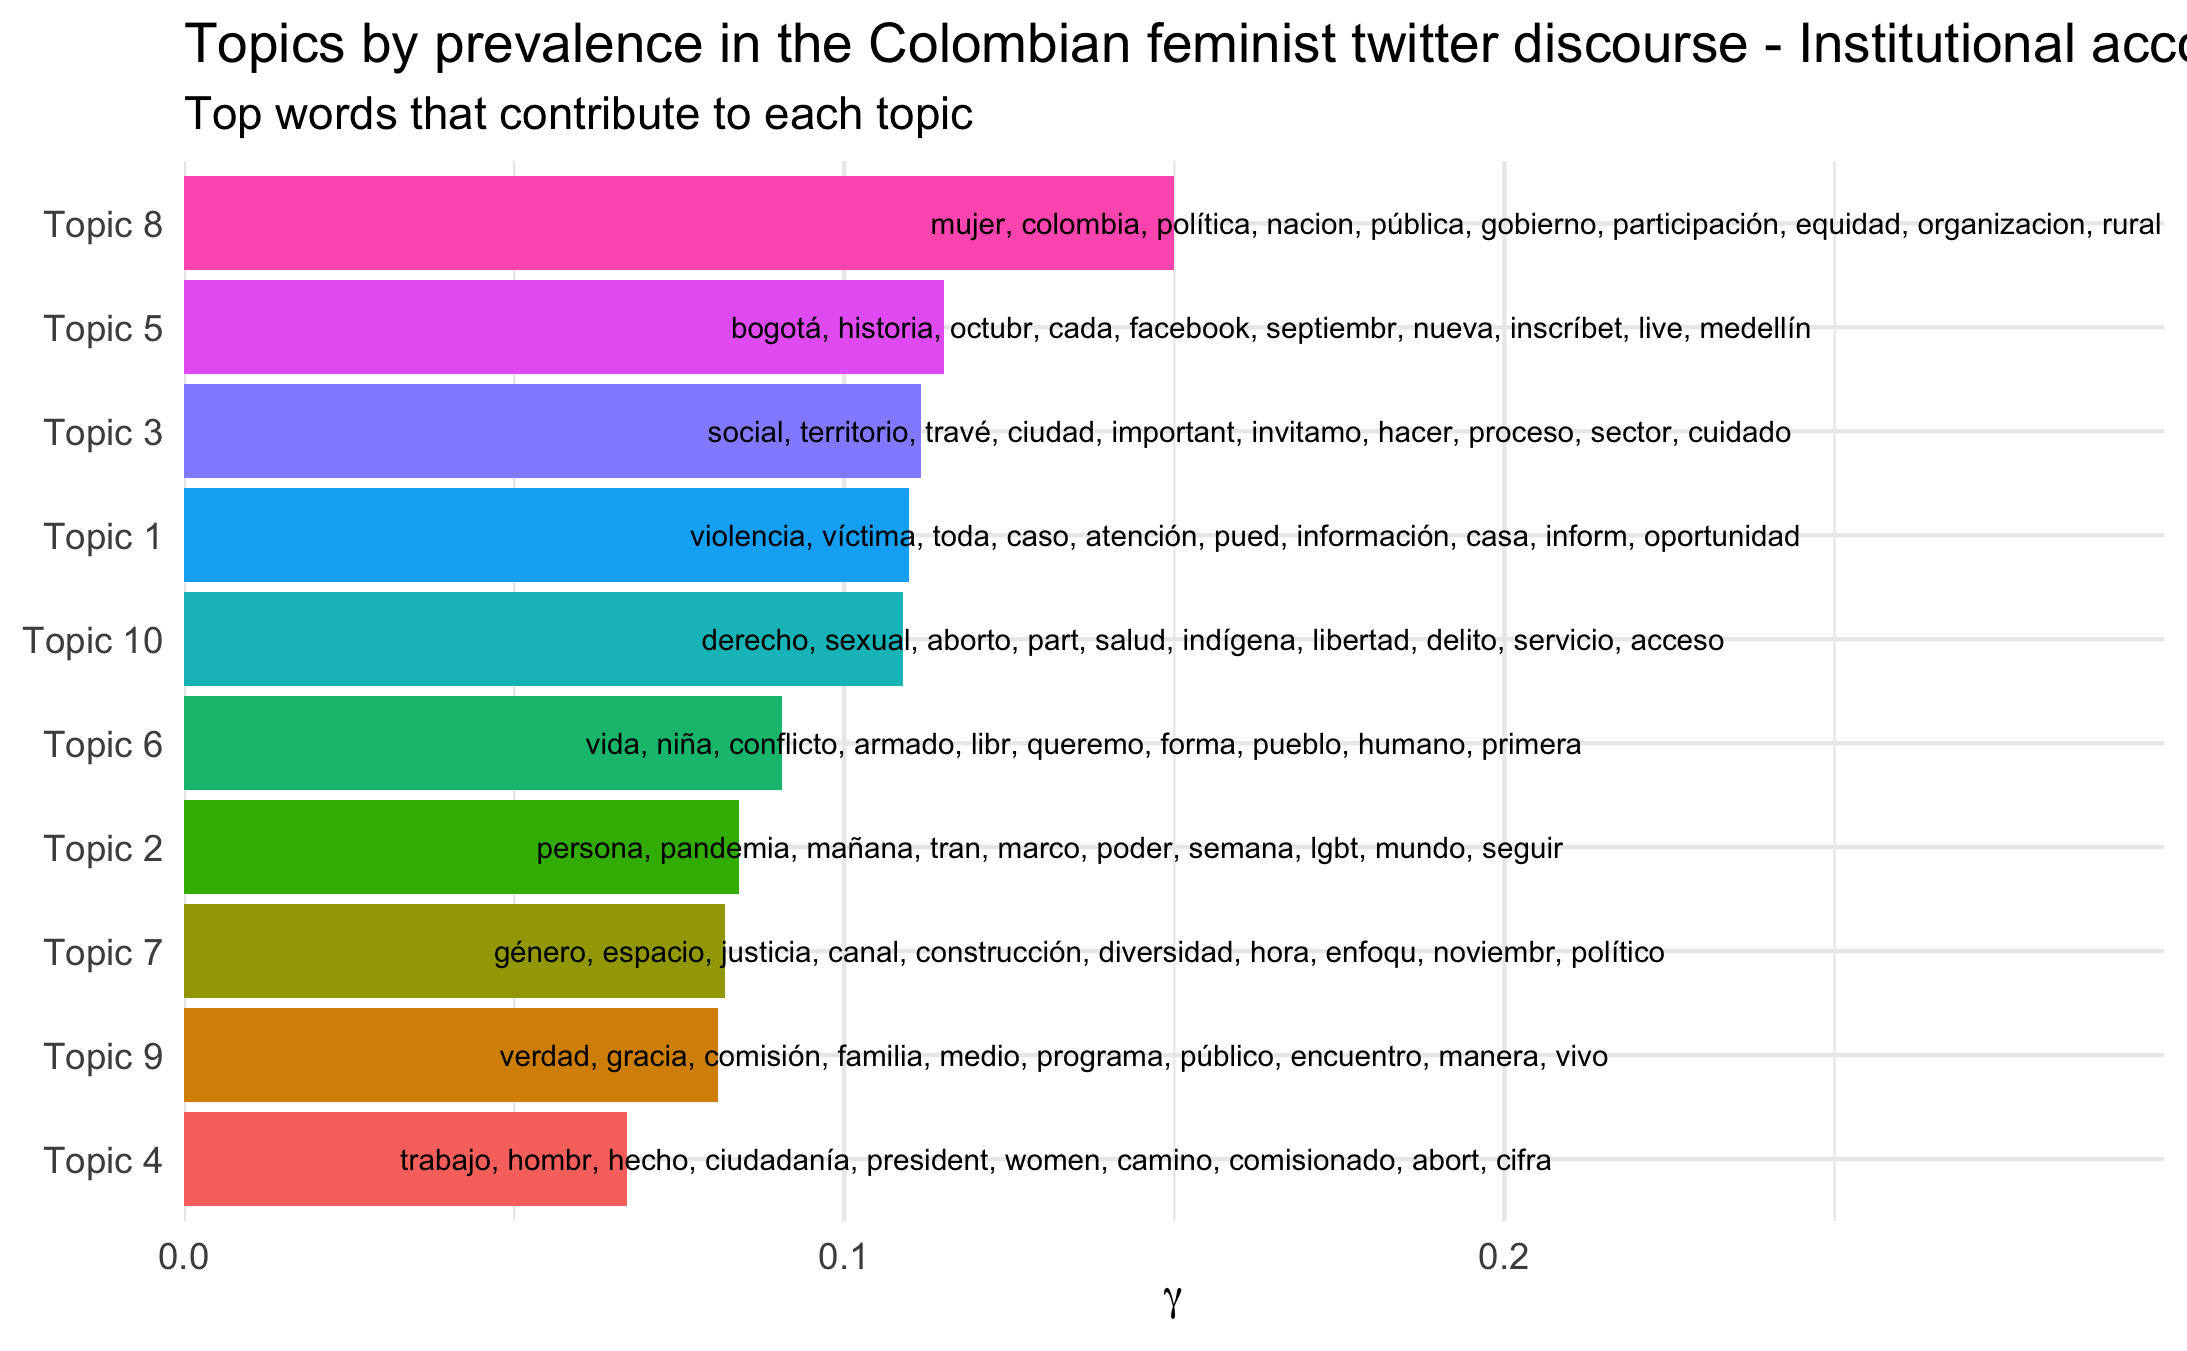 Topics by prevalence in the Colombian feminist twitter discourse - Institutional acco
Top words that contribute to each topic
Topic 8 mujer, colombia, política, nacion, pública, gobierno, participación, equidad, organizacion, rural
Topic 5 bogotá, historia, octubr, cada, facebook, septiembr, nueva, inscríbet, live, medellín
Topic 3 social, territorio, travé, ciudad, important, invitamo, hacer, proceso, sector, cuidado
Topic 1 violencia, víctima, toda, caso, atención, pued, información, casa, inform, oportunidad
Topic 10 derecho, sexual, aborto, part, salud, indígena, libertad, delito, servicio, acceso
Topic 6 vida, niña, conflicto, armado, libr, queremo, forma, pueblo, humano, primera
Topic 2 persona, pandemia, mañana, tran, marco, poder, semana, lgbt, mundo, seguir
Topic 7 género, espacio, justicia, canal, construcción, diversidad, hora, enfoqu, noviembr, político
Topic 9 verdad, gracia, comisión, familia, medio, programa, público, encuentro, manera, vivo
Topic 4 trabajo, hombr, hecho, ciudadanía, president, women, camino, comisionado, abort, cifra
0.0 0.1 0.2
γ